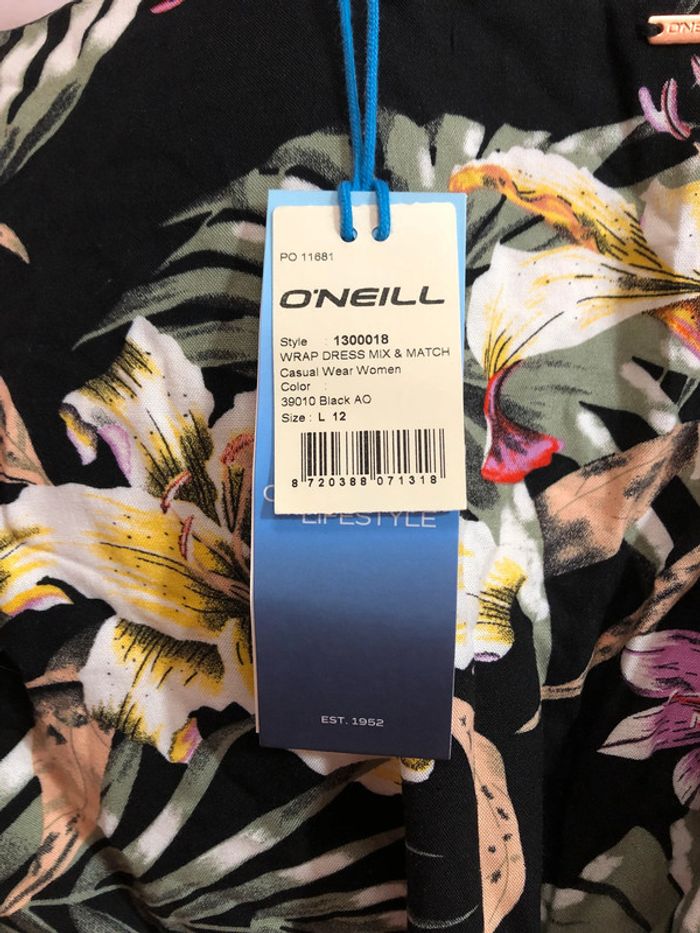 O'NE
PO 11681
O'NEILL
Style : 1300018
WRAP DRESS MIX & MATCH
Casual Wear Women
Color :
39010 Black AO
Size : L 12
8 720388 071318
LIFESTYLE
EST. 1952